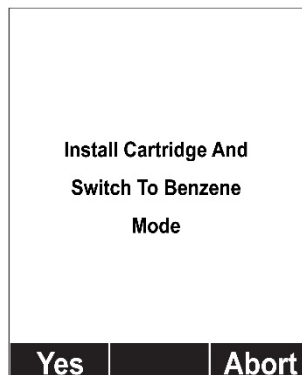 Install Cartridge And
Switch To Benzene
Mode
Yes Abort